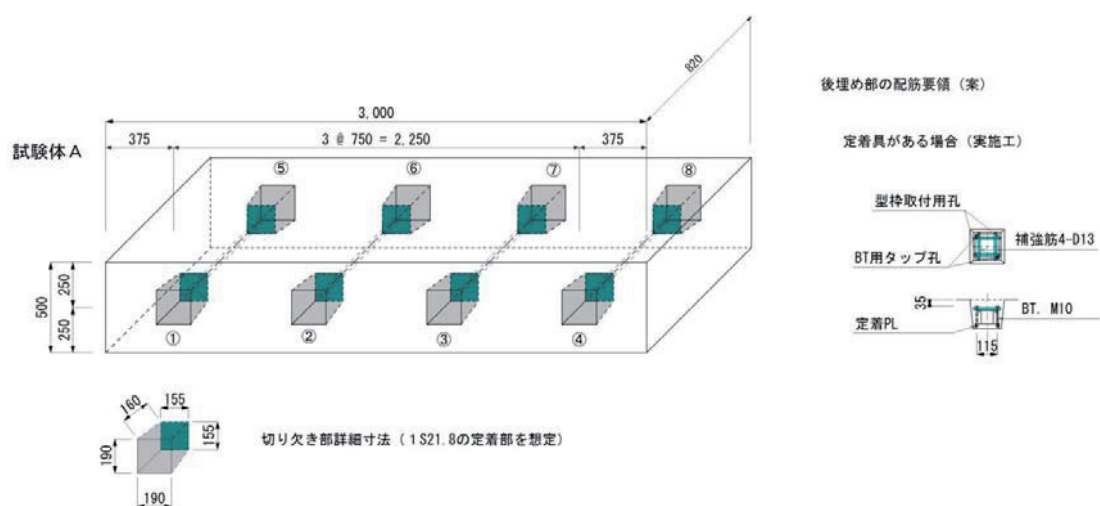 試験体A
3,000
820
375
3 @ 750 = 2,250
375
⑤
⑥
⑦
⑧
500
250
250
①
②
③
④
160
155
155
190
190
切り欠き部詳細寸法(1S21.8の定着部を想定)
後埋め部の配筋要領(案)
定着具がある場合(実施工)
型枠取付用孔
補強筋4-D13
BT用タップ孔
35
BT. M10
定着PL
115